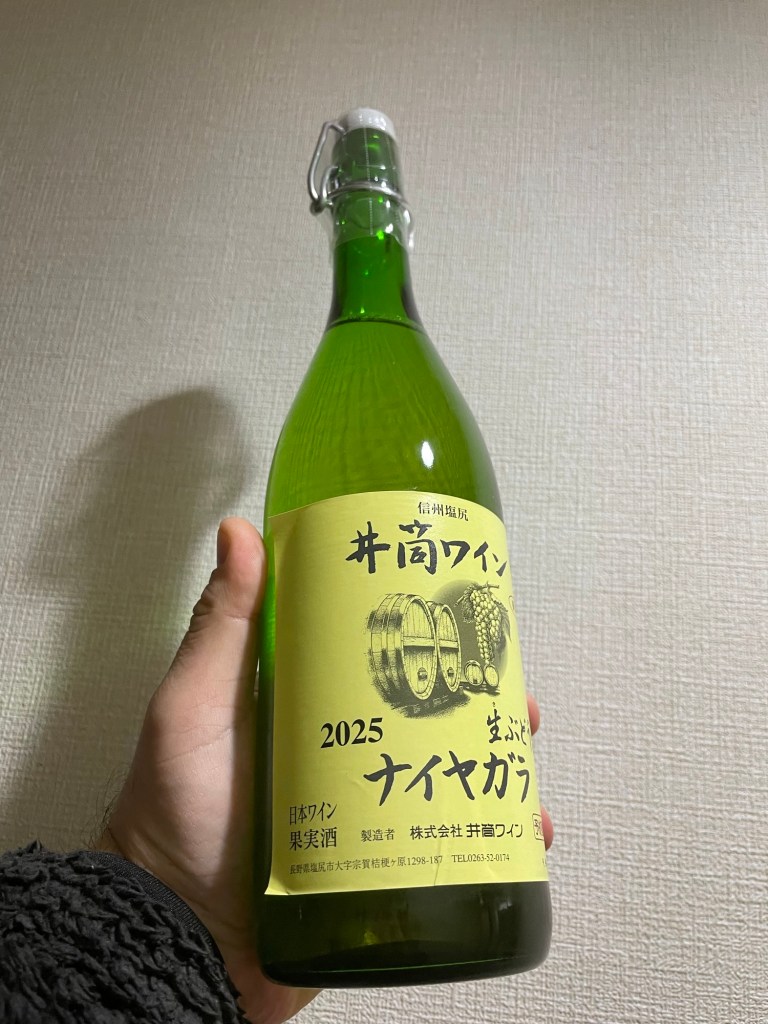 信州塩尻
井筒ワイン
2025
生ぶど
ナイヤガラ
日本ワイン
果実酒
製造者 株式会社 井筒ワイン
長野県塩尻市大字宗賀桔梗ヶ原1298-187 TEL.0263-52-0174